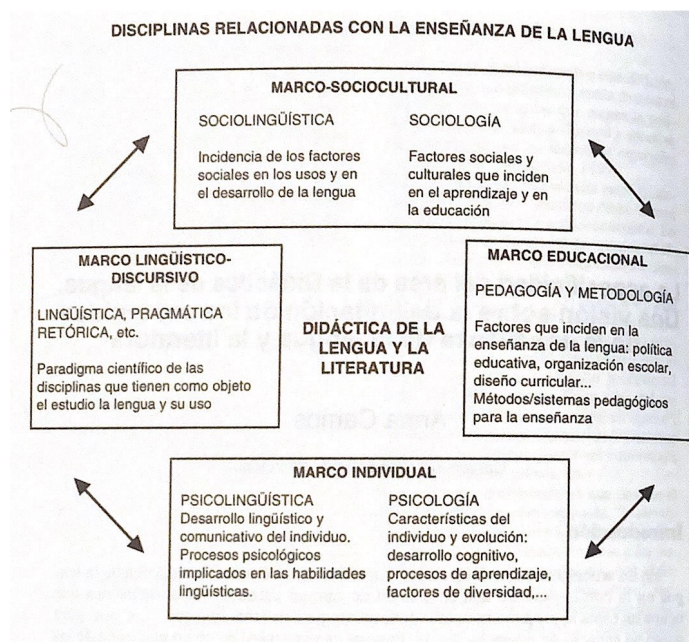 DISCIPLINAS RELACIONADAS CON LA ENSEÑANZA DE LA LENGUA
MARCO-SOCIOCULTURAL
SOCIOLINGÜÍSTICA
Incidencia de los factores
sociales en los usos y en
el desarrollo de la lengua
SOCIOLOGÍA
Factores sociales y
culturales que inciden
en el aprendizaje y en
la educación
MARCO LINGÜÍSTICO-
DISCURSIVO
LINGÜÍSTICA, PRAGMÁTICA
RETÓRICA, etc.
Paradigma científico de las
disciplinas que tienen como objeto
el estudio la lengua y su uso
DIDÁCTICA DE LA
LENGUA Y LA
LITERATURA
MARCO EDUCACIONAL
PEDAGOGÍA Y METODOLOGÍA
Factores que inciden en la
enseñanza de la lengua: política
educativa, organización escolar,
diseño curricular...
Métodos/sistemas pedagógicos
para la enseñanza
MARCO INDIVIDUAL
PSICOLINGÜÍSTICA
Desarrollo lingüístico y
comunicativo del individuo.
Procesos psicológicos
implicados en las habilidades
lingüísticas.
PSICOLOGÍA
Características del
individuo y evolución:
desarrollo cognitivo,
procesos de aprendizaje,
factores de diversidad,...